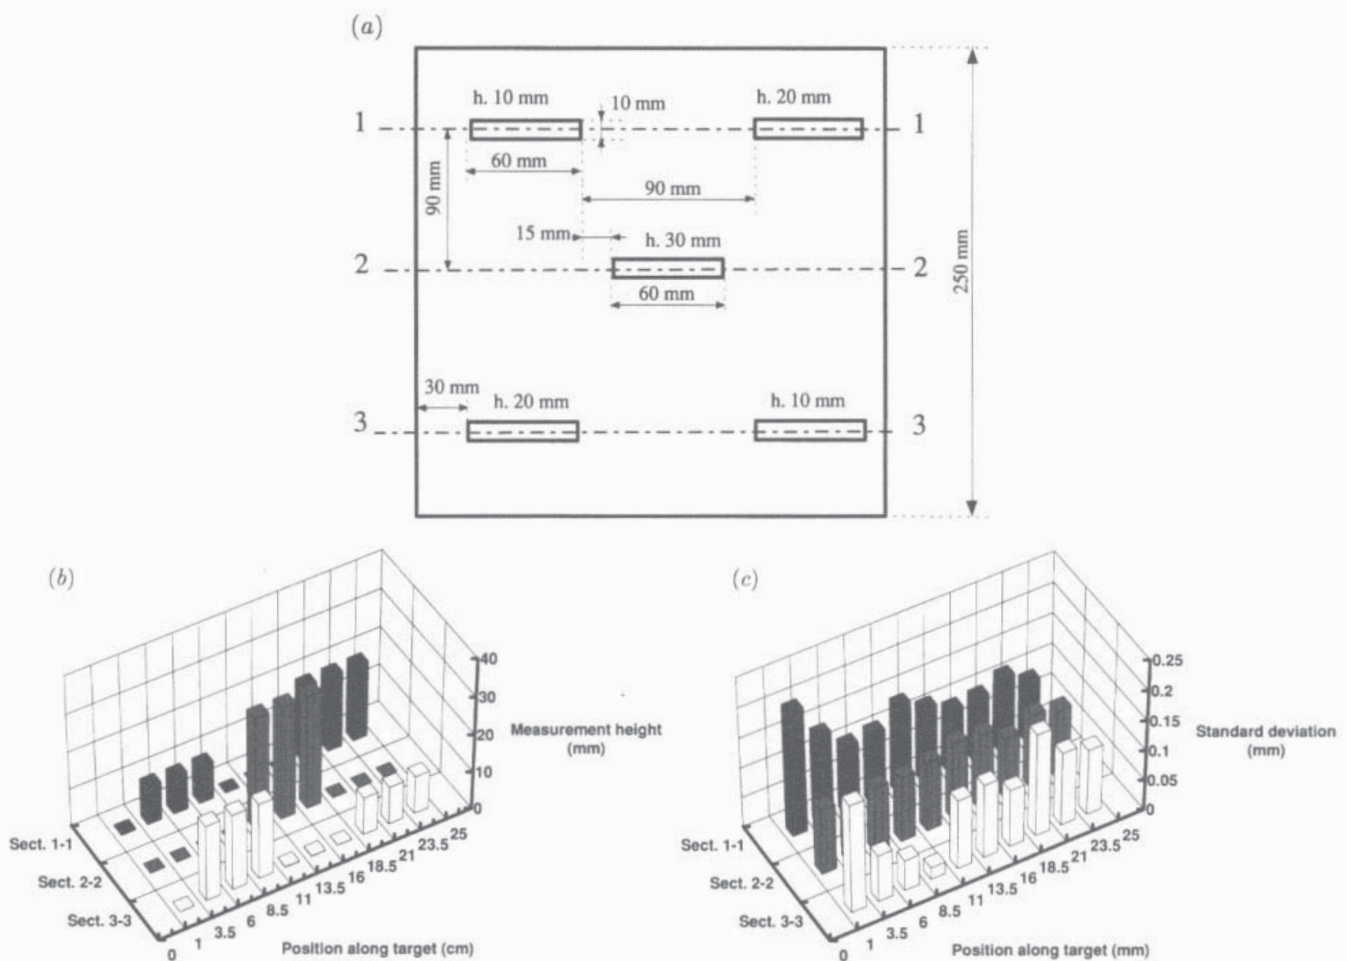 (a)
h. 10 mm
10 mm
h. 20 mm
1
1
60 mm
90 mm
90 mm
15 mm
h. 30 mm
2
2
60 mm
250 mm
30 mm
h. 20 mm
h. 10 mm
3
3
(b)
40
30
20
10
0
Measurement height
(mm)
Sect. 1-1
Sect. 2-2
Sect. 3-3
0
1
3.5
6
8.5
11
13.5
16
18.5
21
23.5
25
Position along target (cm)
(c)
0.25
0.2
0.15
0.1
0.05
0
Standard deviation
(mm)
Sect. 1-1
Sect. 2-2
Sect. 3-3
0
1
3.5
6
8.5
11
13.5
16
18.5
21
23.5
25
Position along target (mm)